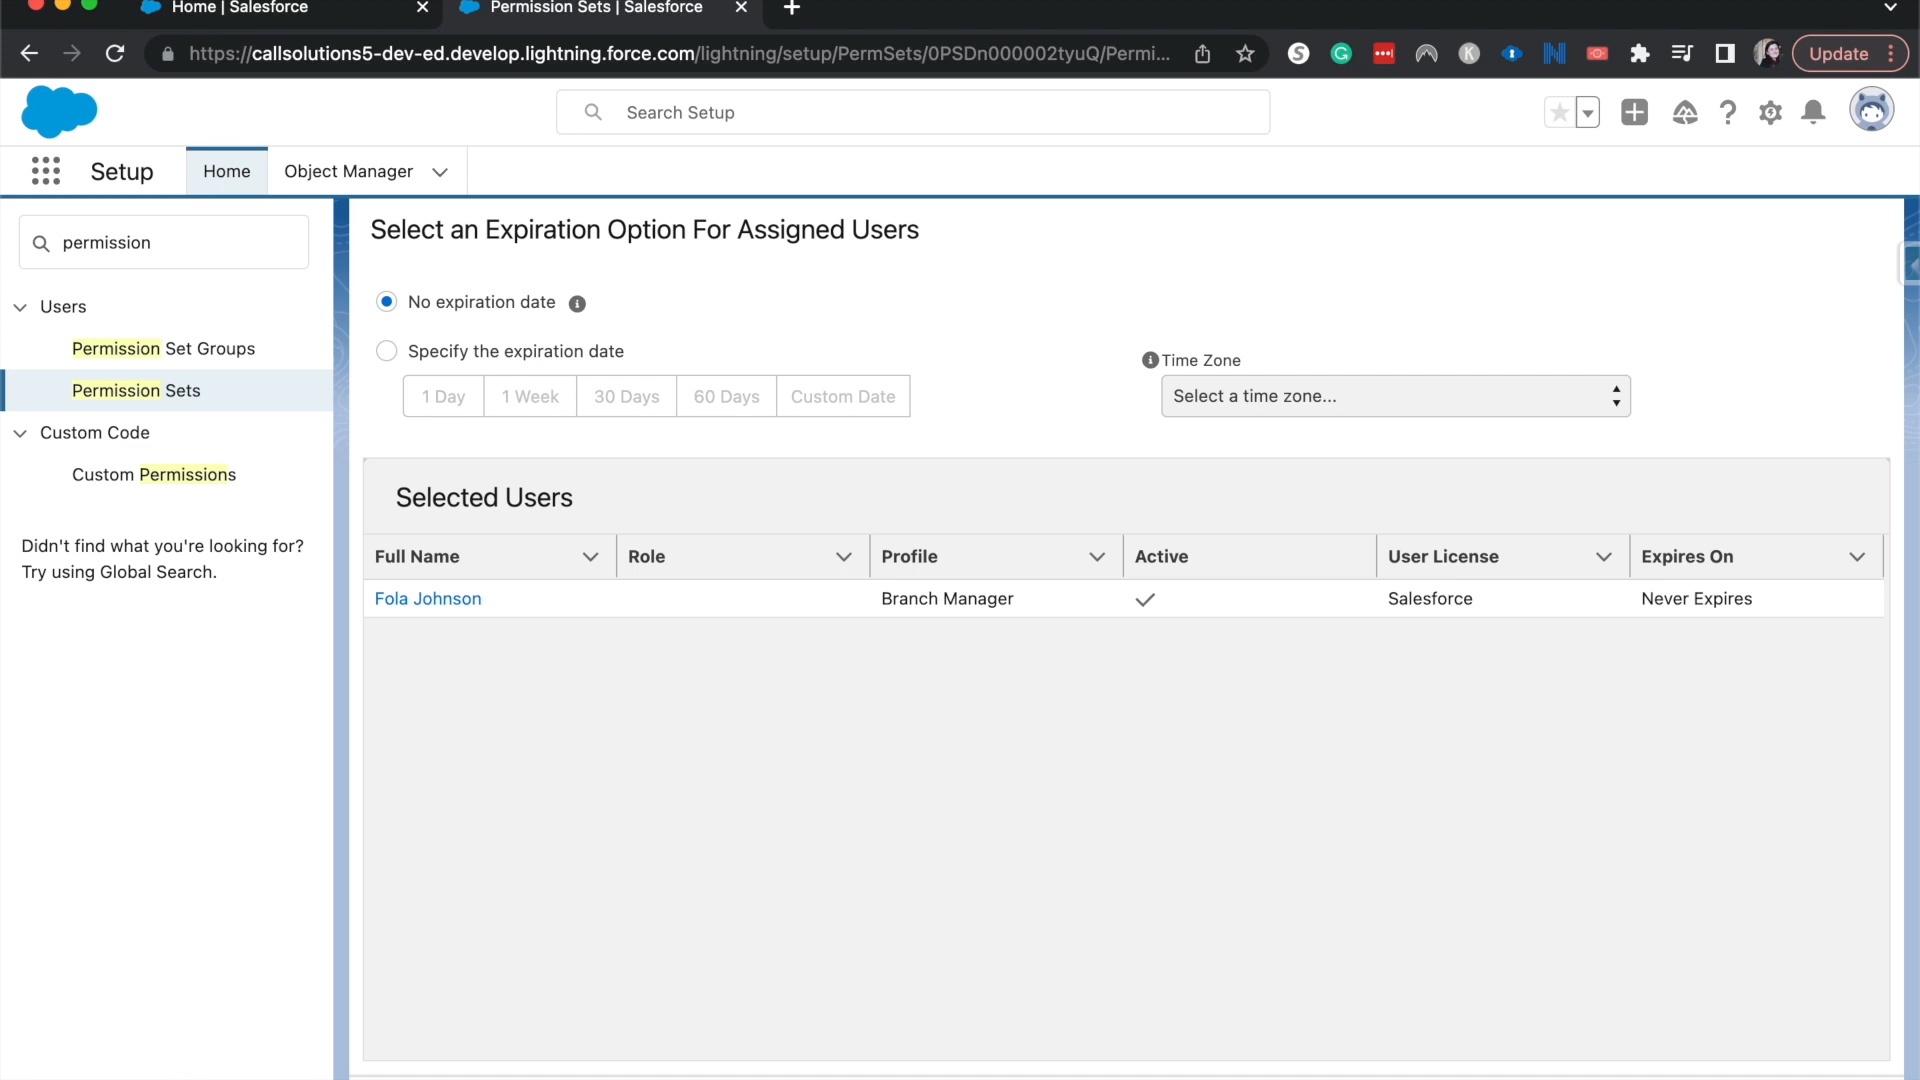 Home | Salesforce
Permission Sets | Salesforce
https://callsolutions5-dev-ed.develop.lightning.force.com/lightning/setup/PermSets/0PSDn000002tyuQ/Permi...
Update
Search Setup
Setup
Home
Object Manager
permission
Users
Permission Set Groups
Permission Sets
Custom Code
Custom Permissions
Didn't find what you're looking for?
Try using Global Search.
Select an Expiration Option For Assigned Users
No expiration date
Specify the expiration date
1 Day
1 Week
30 Days
60 Days
Custom Date
Time Zone
Select a time zone...
Selected Users
Full Name
Role
Profile
Active
User License
Expires On
Fola Johnson
Branch Manager
Salesforce
Never Expires